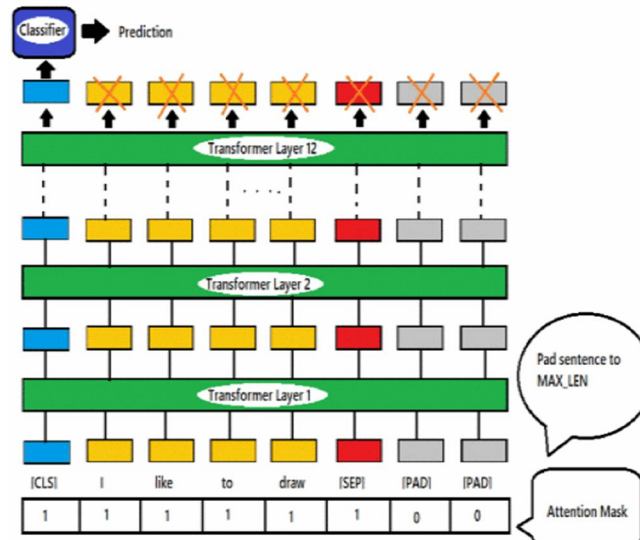 Classifier
Prediction
Transformer Layer 12
Transformer Layer 2
Transformer Layer 1
Pad sentence to
MAX_LEN
[CLS] I like to draw [SEP] [PAD] [PAD]
1 1 1 1 1 1 0 0
Attention Mask